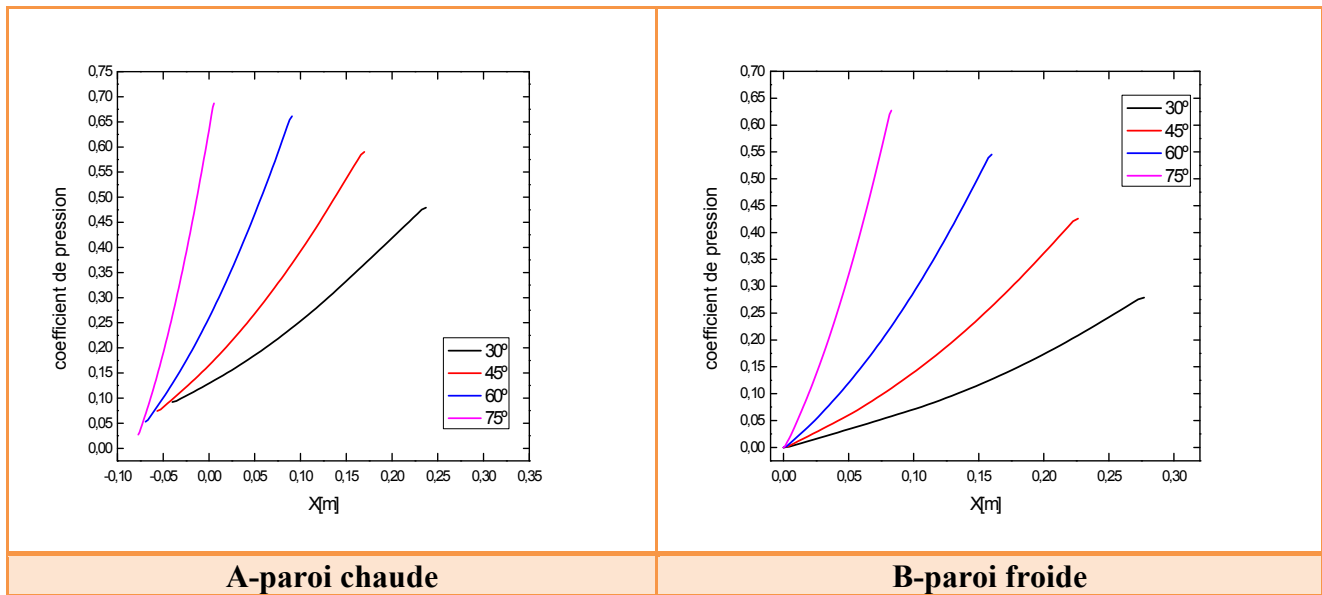 0,75
0,70
0,65
0,60
0,55
0,50
0,45
0,40
0,35
0,30
0,25
0,20
0,15
0,10
0,05
0,00
coefficient de pression
-0,10 -0,05 0,00 0,05 0,10 0,15 0,20 0,25 0,30 0,35
X[m]
30º
45º
60º
75º
A-paroi chaude
0,70
0,65
0,60
0,55
0,50
0,45
0,40
0,35
0,30
0,25
0,20
0,15
0,10
0,05
0,00
coefficient de pression
0,00 0,05 0,10 0,15 0,20 0,25 0,30
X[m]
30º
45º
60º
75º
B-paroi froide